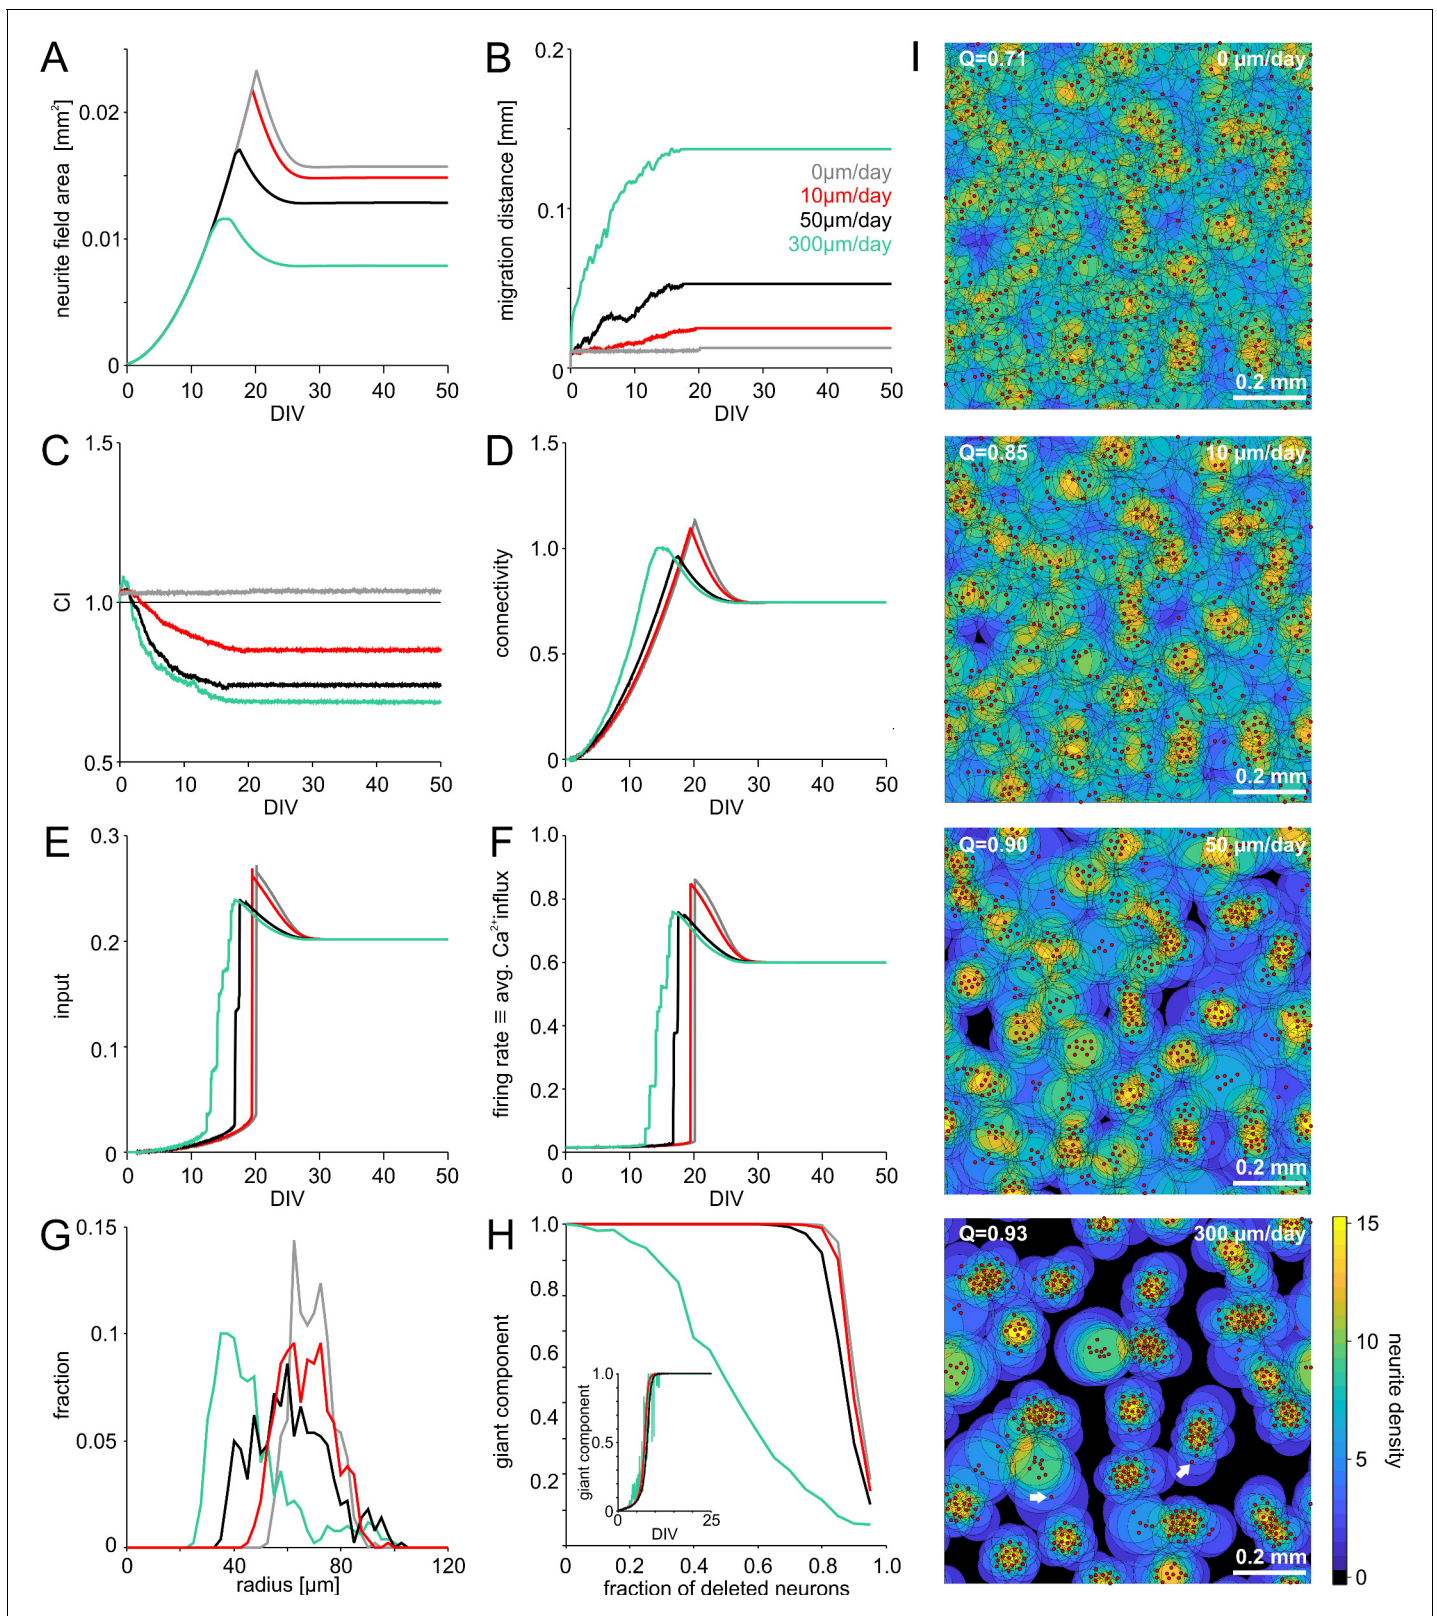 A
neurite field area [mm²]
0.02
0.01
0
0 10 20 30 40 50
DIV
B
migration distance [mm]
0.2
0.1
0
0µm/day
10µm/day
50µm/day
300µm/day
0 10 20 30 40 50
DIV
C
CI
1.5
1.0
0.5
0 10 20 30 40 50
DIV
D
connectivity
1.5
1.0
0.5
0
0 10 20 30 40 50
DIV
E
input
0.3
0.2
0.1
0
0 10 20 30 40 50
DIV
F
firing rate ≡ avg. Ca²⁺influx
1.0
0.8
0.6
0.4
0.2
0
0 10 20 30 40 50
DIV
G
fraction
0.15
0.1
0.05
0
0 40 80 120
radius [µm]
H
giant component
1.0
0.8
0.6
0.4
0.2
0 0.2 0.4 0.6 0.8 1.0
fraction of deleted neurons
giant component
1.0
0.5
0
0 25
DIV
I
Q=0.71 0 µm/day
0.2 mm
Q=0.85 10 µm/day
0.2 mm
Q=0.90 50 µm/day
0.2 mm
Q=0.93 300 µm/day
0.2 mm
15
10
5
0
neurite density